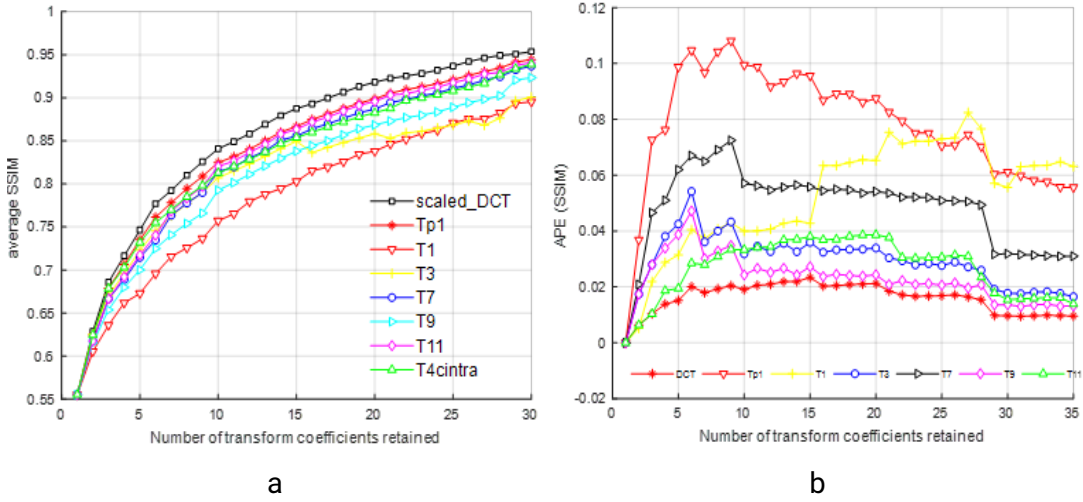 1
0.95
0.9
0.85
0.8
0.75
0.7
0.65
0.6
0.55
average SSIM
0 5 10 15 20 25 30
Number of transform coefficients retained
scaled_DCT
Tp1
T1
T3
T7
T9
T11
T4cintra
a
0.12
0.1
0.08
0.06
0.04
0.02
0
-0.02
APE (SSIM)
DCT Tp1 T1 T3 T7 T9 T11
0 5 10 15 20 25 30 35
Number of transform coefficients retained
b